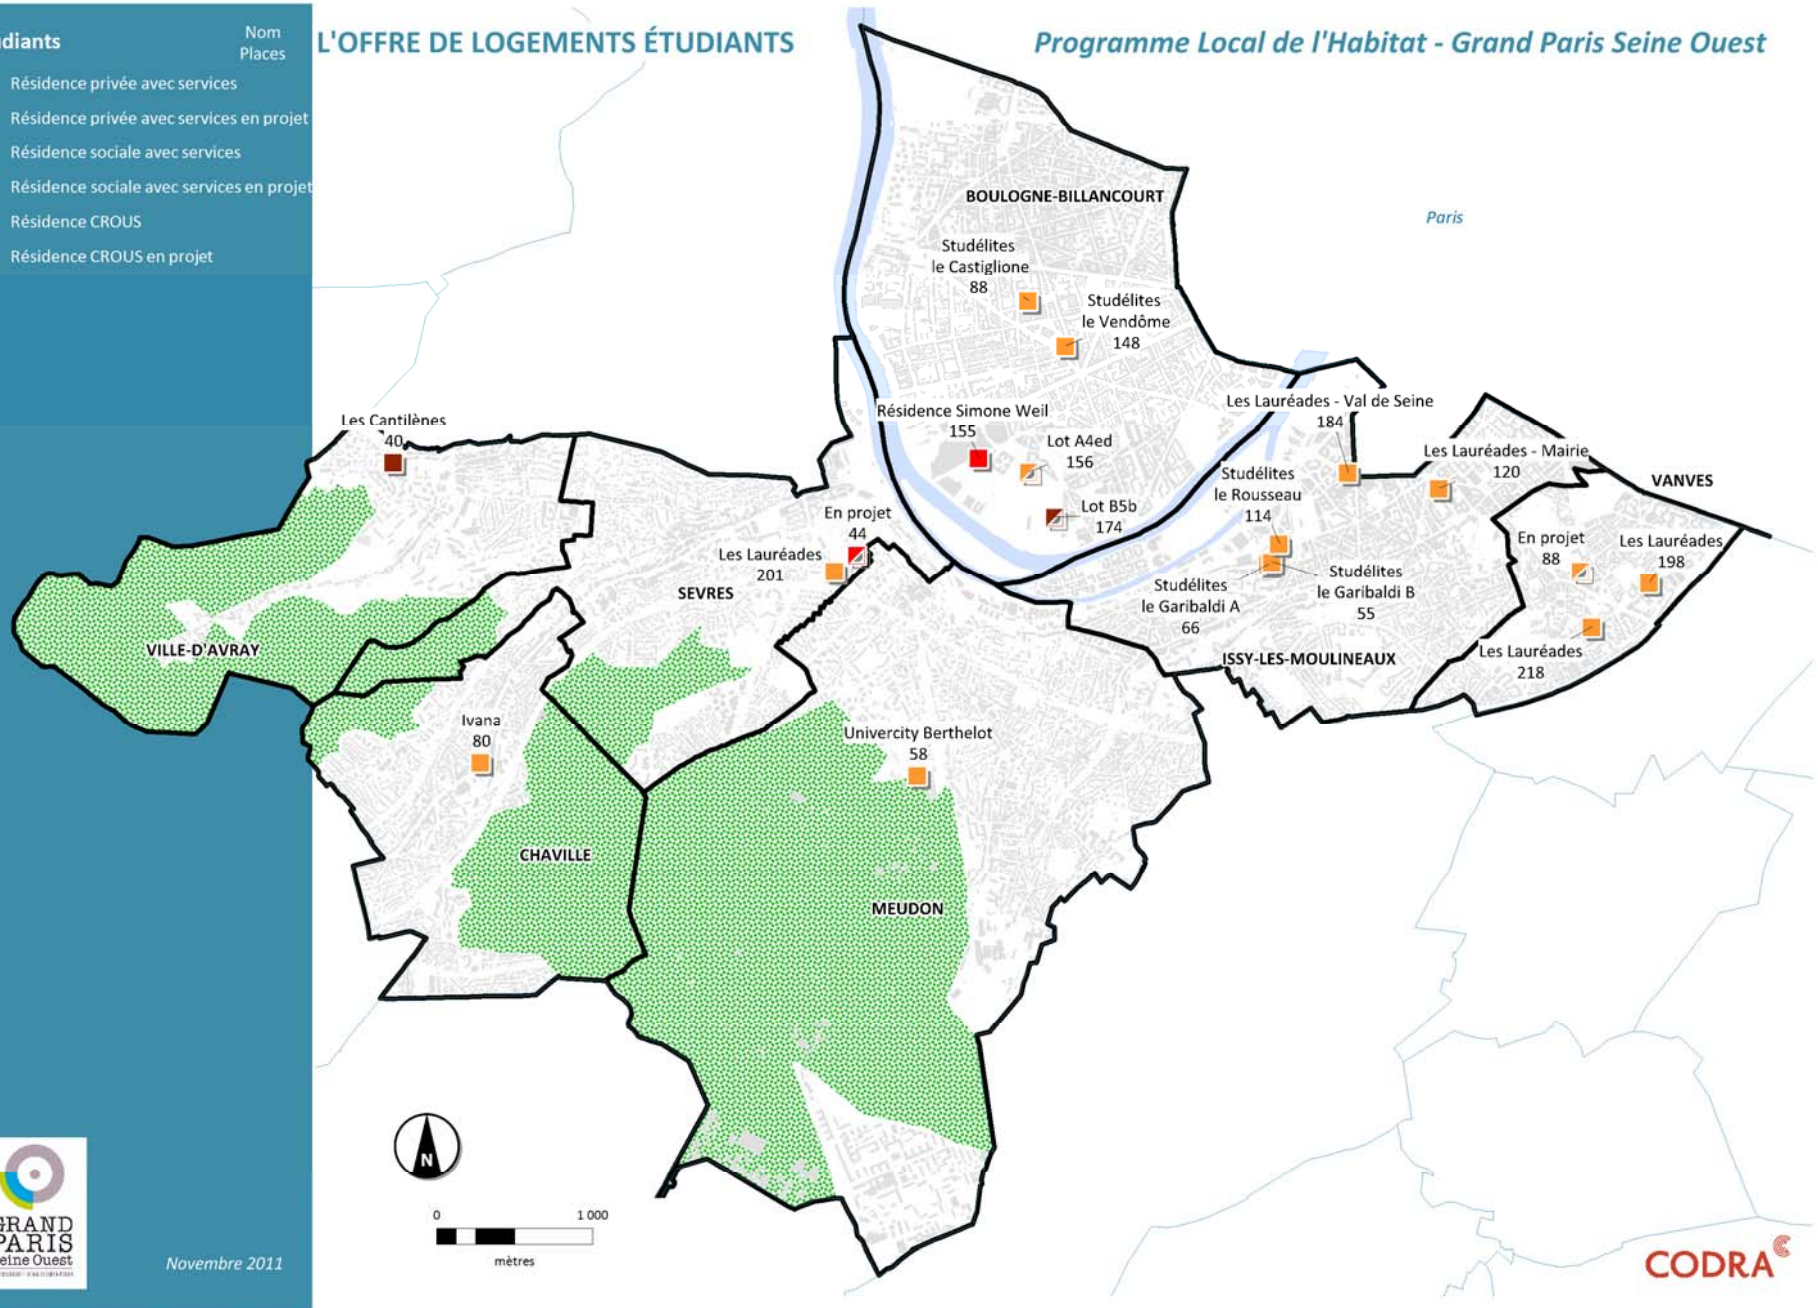 diants
Nom
Places
Résidence privée avec services
Résidence privée avec services en projet
Résidence sociale avec services
Résidence sociale avec services en projet
Résidence CROUS
Résidence CROUS en projet
L'OFFRE DE LOGEMENTS ÉTUDIANTS
Programme Local de l'Habitat - Grand Paris Seine Ouest
Paris
BOULOGNE-BILLANCOURT
Studélites
le Castiglione
88
Studélites
le Vendôme
148
Résidence Simone Weil
155
Lot A4ed
156
Lot B5b
174
Les Cantilènes
40
En projet
44
Les Lauréades
201
SEVRES
VILLE-D'AVRAY
Les Lauréades - Val de Seine
184
Les Lauréades - Mairie
120
Studélites
le Rousseau
114
Studélites
le Garibaldi A
66
Studélites
le Garibaldi B
55
ISSY-LES-MOULINEAUX
VANVES
En projet
88
Les Lauréades
198
Les Lauréades
218
Ivana
80
Univercity Berthelot
58
CHAVILLE
MEUDON
N
0 1 000
mètres
GRAND
PARIS
eine Ouest
Novembre 2011
CODRA